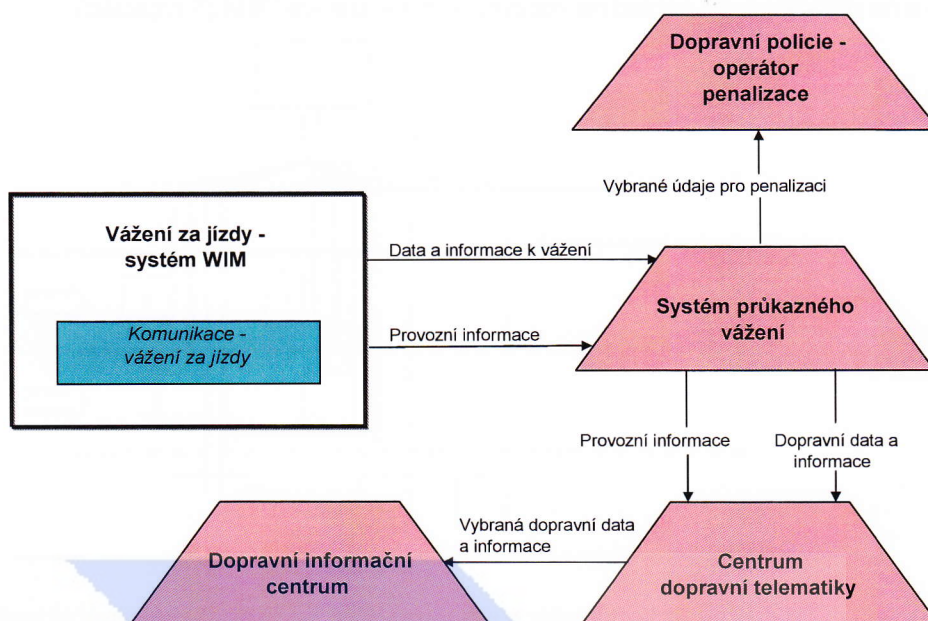 Dopravní policie -
operátor
penalizace
Vybrané údaje pro penalizaci
Vážení za jízdy -
systém WIM
Komunikace -
vážení za jízdy
Data a informace k vážení
Provozní informace
Systém průkazného
vážení
Provozní informace
Dopravní data a
informace
Vybraná dopravní data
a informace
Dopravní informační
centrum
Centrum
dopravní telematiky